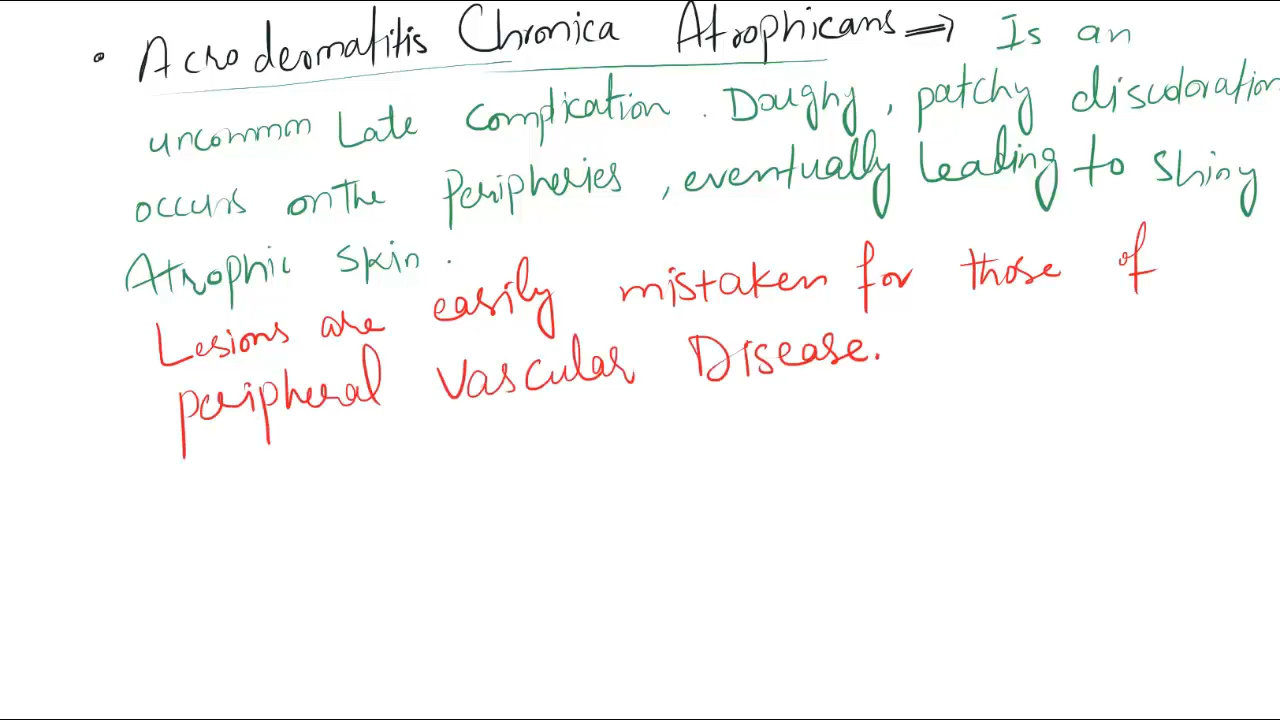 • Acrodermatitis Chronica Atrophicans ⇒ Is an
uncommon Late complication. Doughy, patchy discoloration
occurs on the Peripheries, eventually leading to shiny
Atrophic skin.
Lesions are easily mistaken for those of
peripheral vascular Disease.